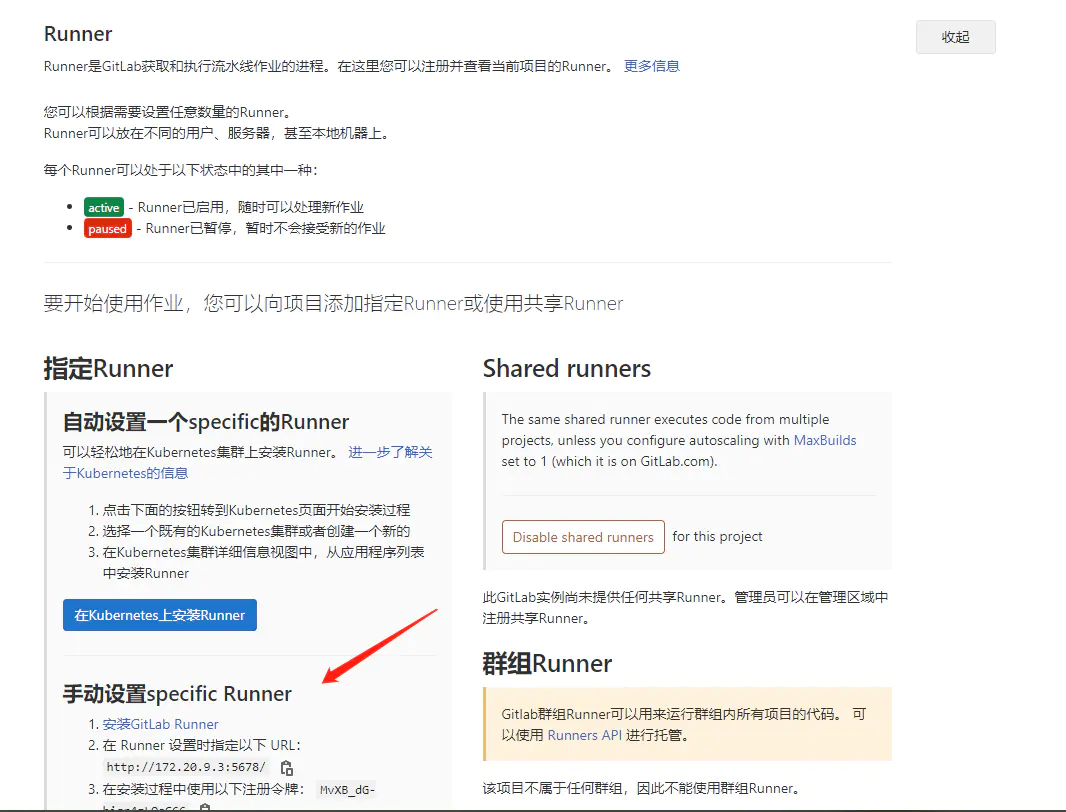 Runner
收起
Runner是GitLab获取和执行流水线作业的进程。在这里您可以注册并查看当前项目的Runner。 更多信息
您可以根据需要设置任意数量的Runner。
Runner可以放在不同的用户、服务器，甚至本地机器上。
每个Runner可以处于以下状态中的其中一种：
active - Runner已启用，随时可以处理新作业
paused - Runner已暂停，暂时不会接受新的作业
要开始使用作业，您可以向项目添加指定Runner或使用共享Runner
指定Runner
自动设置一个specific的Runner
可以轻松地在Kubernetes集群上安装Runner。 进一步了解关
于Kubernetes的信息
1. 点击下面的按钮转到Kubernetes页面开始安装过程
2. 选择一个既有的Kubernetes集群或者创建一个新的
3. 在Kubernetes集群详细信息视图中，从应用程序列表
中安装Runner
在Kubernetes上安装Runner
手动设置specific Runner
1. 安装GitLab Runner
2. 在 Runner 设置时指定以下 URL：
http://172.20.9.3:5678/
3. 在安装过程中使用以下注册令牌： MvXB_dG-
Shared runners
The same shared runner executes code from multiple
projects, unless you configure autoscaling with MaxBuilds
set to 1 (which it is on GitLab.com).
Disable shared runners for this project
此GitLab实例尚未提供任何共享Runner。管理员可以在管理区域中
注册共享Runner。
群组Runner
Gitlab群组Runner可以用来运行群组内所有项目的代码。 可
以使用 Runners API 进行托管。
该项目不属于任何群组，因此不能使用群组Runner。